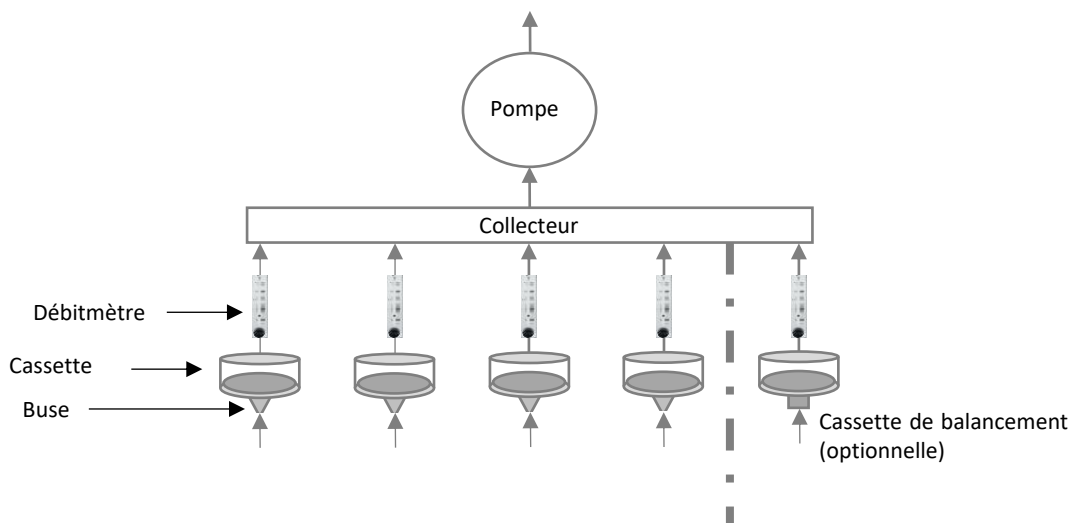 Pompe
Collecteur
Débitmètre
Cassette
Buse
Cassette de balancement
(optionnelle)